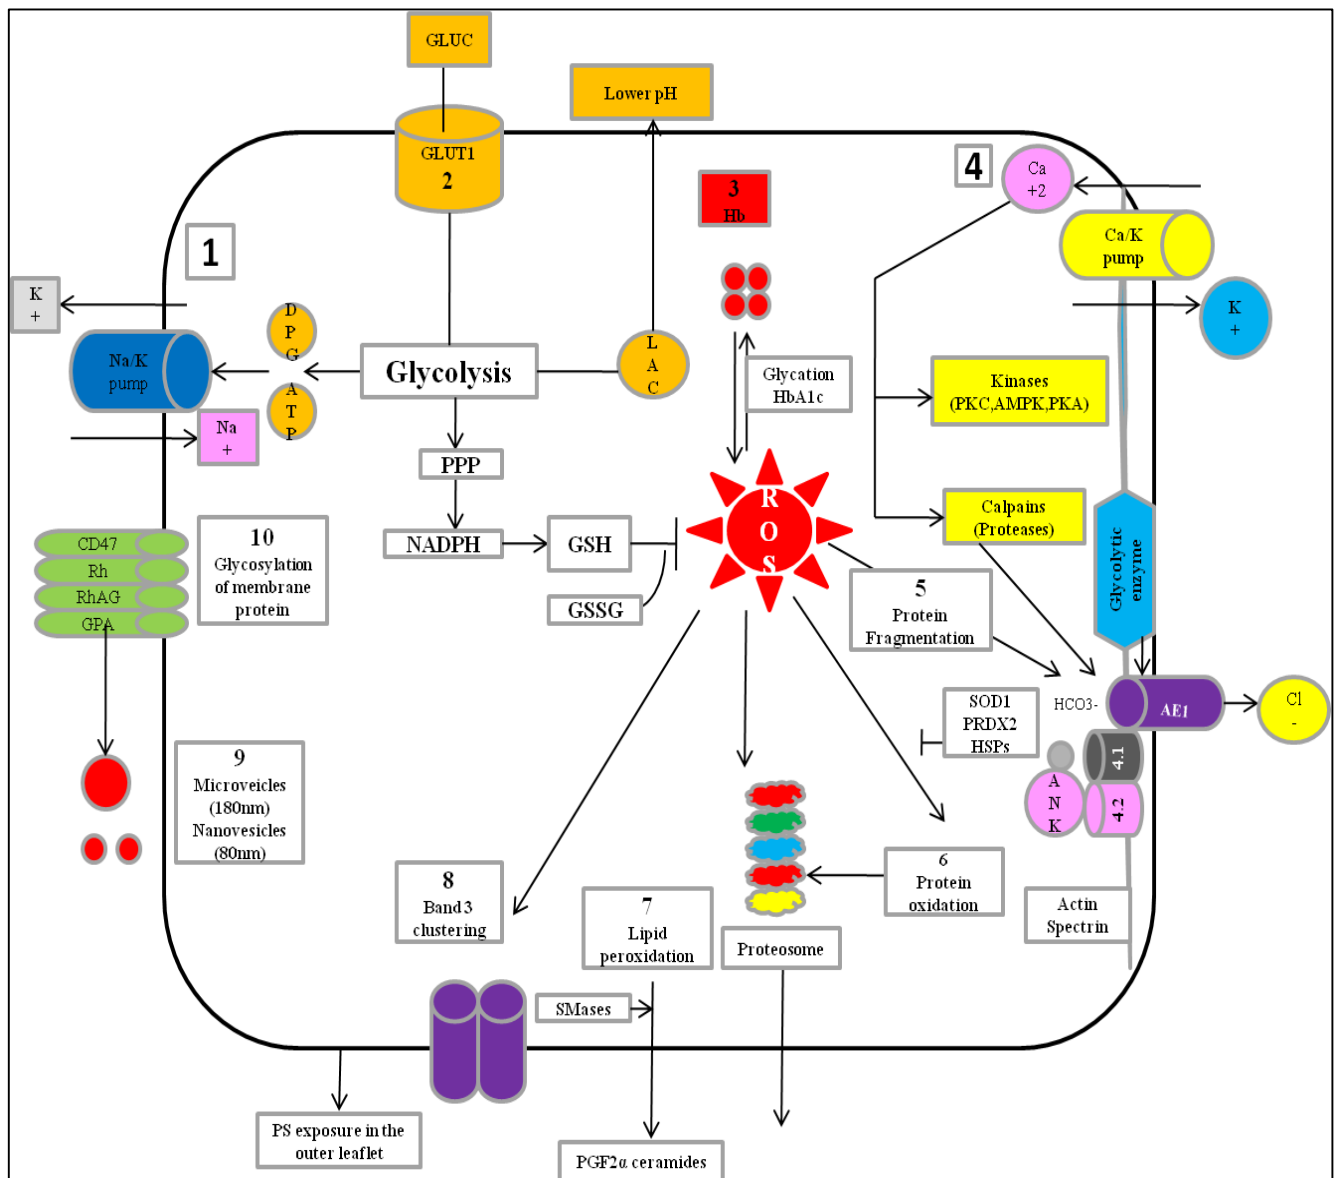 GLUC
Lower pH
GLUT1
2
4
Ca
+2
3
Hb
1
Ca/K
pump
K
+
K
+
D
P
G
Na/K
pump
Glycolysis
L
A
C
Glycation
HbA1c
Kinases
(PKC,AMPK,PKA)
A
T
P
Na
+
PPP
R
O
S
Calpains
(Proteases)
Glycolytic
enzyme
CD47
Rh
RhAG
GPA
10
Glycosylation
of membrane
protein
NADPH
GSH
GSSG
5
Protein
Fragmentation
SOD1
PRDX2
HSPs
HCO3-
AE1
Cl
-
4.1
A
N
K
4.2
9
Microveicles
(180nm)
Nanovesicles
(80nm)
8
Band 3
clustering
7
Lipid
peroxidation
6
Protein
oxidation
Proteosome
Actin
Spectrin
SMases
PS exposure in the
outer leaflet
PGF2α ceramides